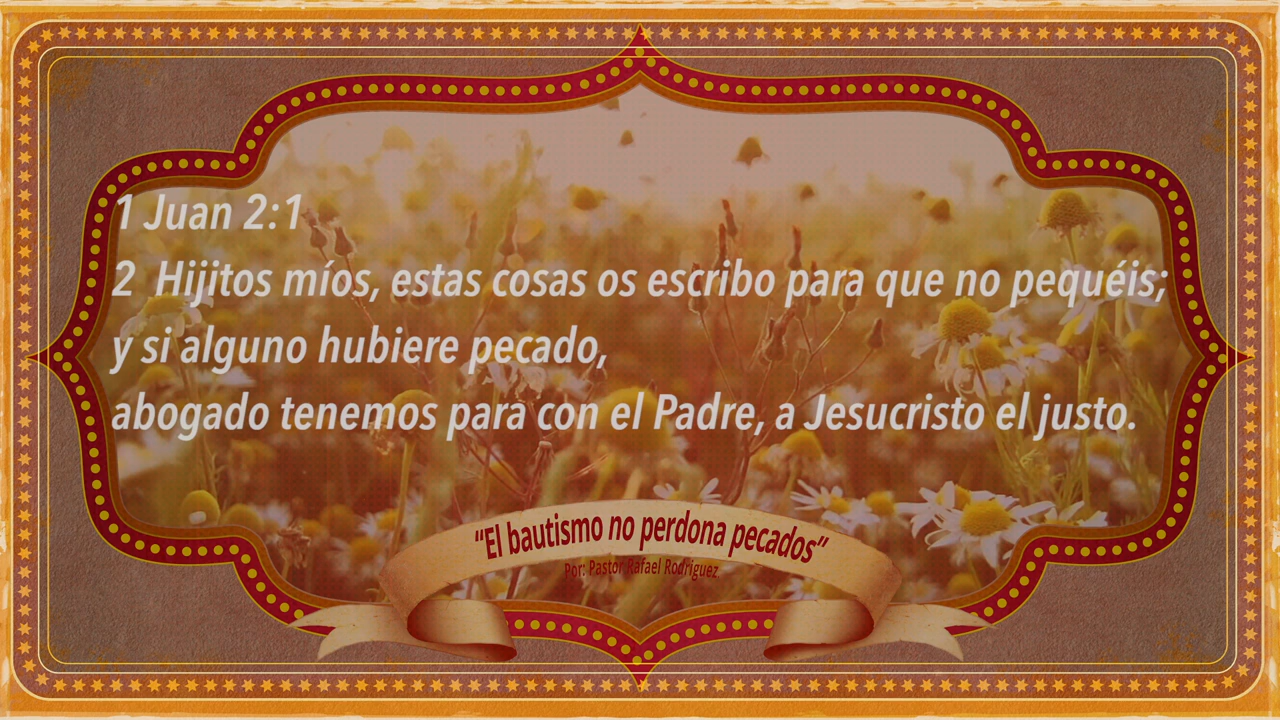 1 Juan 2:1
2 Hijitos míos, estas cosas os escribo para que no pequéis;
y si alguno hubiere pecado,
abogado tenemos para con el Padre, a Jesucristo el justo.
“El bautismo no perdona pecados”
Por: Pastor Rafael Rodríguez